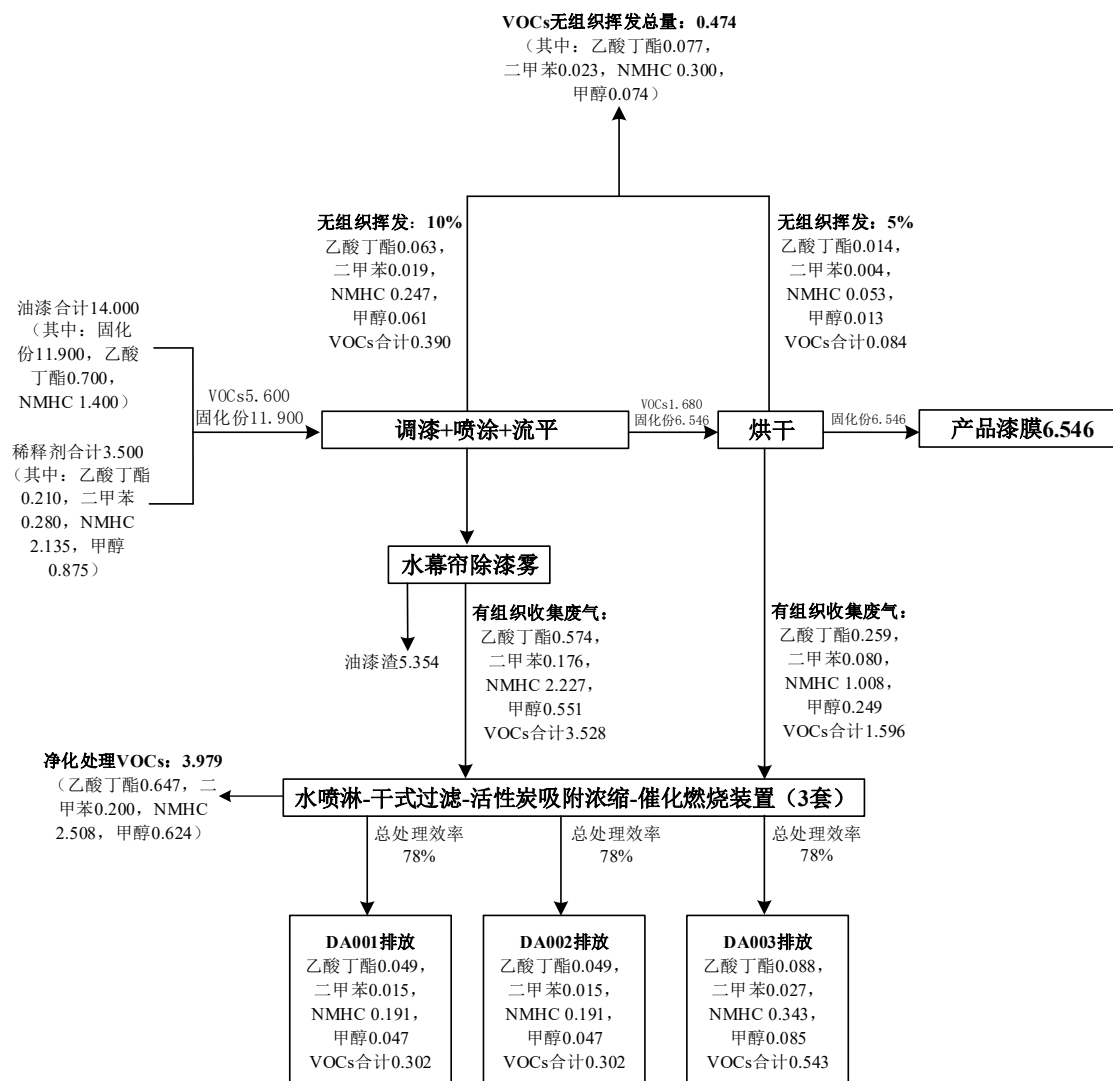 VOCs无组织挥发总量：0.474
（其中：乙酸丁酯0.077，
二甲苯0.023，NMHC 0.300，
甲醇0.074）
无组织挥发：10%
乙酸丁酯0.063，
二甲苯0.019，
NMHC 0.247，
甲醇0.061
VOCs合计0.390
无组织挥发：5%
乙酸丁酯0.014，
二甲苯0.004，
NMHC 0.053，
甲醇0.013
VOCs合计0.084
油漆合计14.000
（其中：固化
份11.900，乙酸
丁酯0.700，
NMHC 1.400）
稀释剂合计3.500
（其中：乙酸丁酯
0.210，二甲苯
0.280，NMHC
2.135，甲醇
0.875）
VOCs5.600
固化份11.900
调漆+喷涂+流平
VOCs1.680
固化份6.546
烘干
固化份6.546
产品漆膜6.546
水幕帘除漆雾
油漆渣5.354
有组织收集废气：
乙酸丁酯0.574，
二甲苯0.176，
NMHC 2.227，
甲醇0.551
VOCs合计3.528
有组织收集废气：
乙酸丁酯0.259，
二甲苯0.080，
NMHC 1.008，
甲醇0.249
VOCs合计1.596
净化处理VOCs：3.979
（乙酸丁酯0.647，二
甲苯0.200，NMHC
2.508，甲醇0.624）
水喷淋-干式过滤-活性炭吸附浓缩-催化燃烧装置（3套）
总处理效率
78%
总处理效率
78%
总处理效率
78%
DA001排放
乙酸丁酯0.049，
二甲苯0.015，
NMHC 0.191，
甲醇0.047
VOCs合计0.302
DA002排放
乙酸丁酯0.049，
二甲苯0.015，
NMHC 0.191，
甲醇0.047
VOCs合计0.302
DA003排放
乙酸丁酯0.088，
二甲苯0.027，
NMHC 0.343，
甲醇0.085
VOCs合计0.543